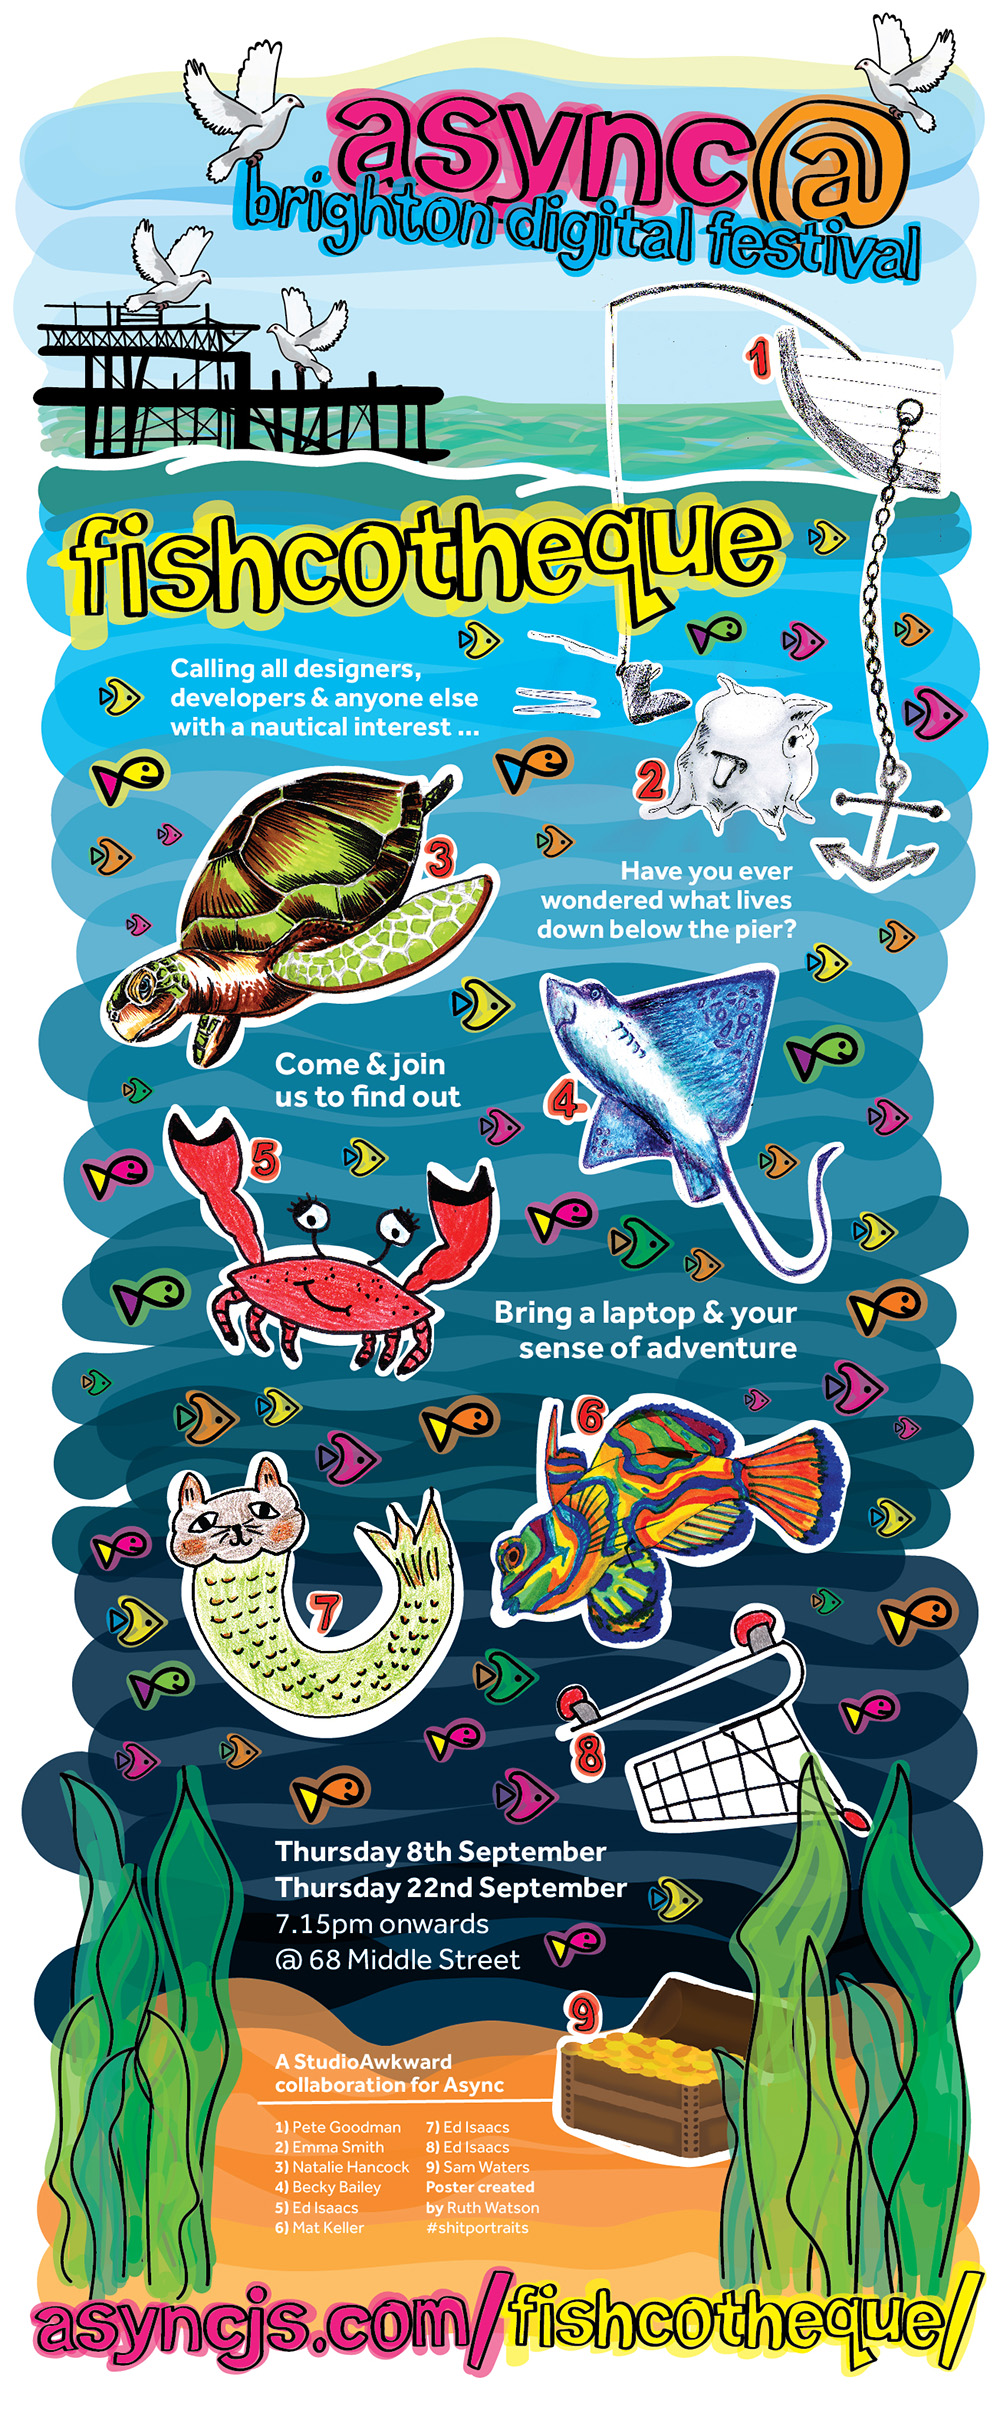 async@
brighton digital festival
1
fishcotheque
Calling all designers,
developers & anyone else
with a nautical interest ...
2
3
Have you ever
wondered what lives
down below the pier?
Come & join
us to find out
4
5
Bring a laptop & your
sense of adventure
6
7
8
Thursday 8th September
Thursday 22nd September
7.15pm onwards
@ 68 Middle Street
9
A StudioAwkward
collaboration for Async
1) Pete Goodman
2) Emma Smith
3) Natalie Hancock
4) Becky Bailey
5) Ed Isaacs
6) Mat Keller
7) Ed Isaacs
8) Ed Isaacs
9) Sam Waters
Poster created
by Ruth Watson
#shitportraits
asyncjs.com/fishcotheque/